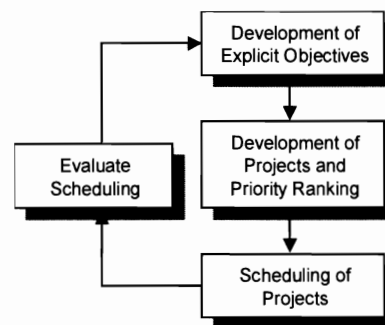 Development of
Explicit Objectives
Development of
Projects and
Priority Ranking
Evaluate
Scheduling
Scheduling of
Projects